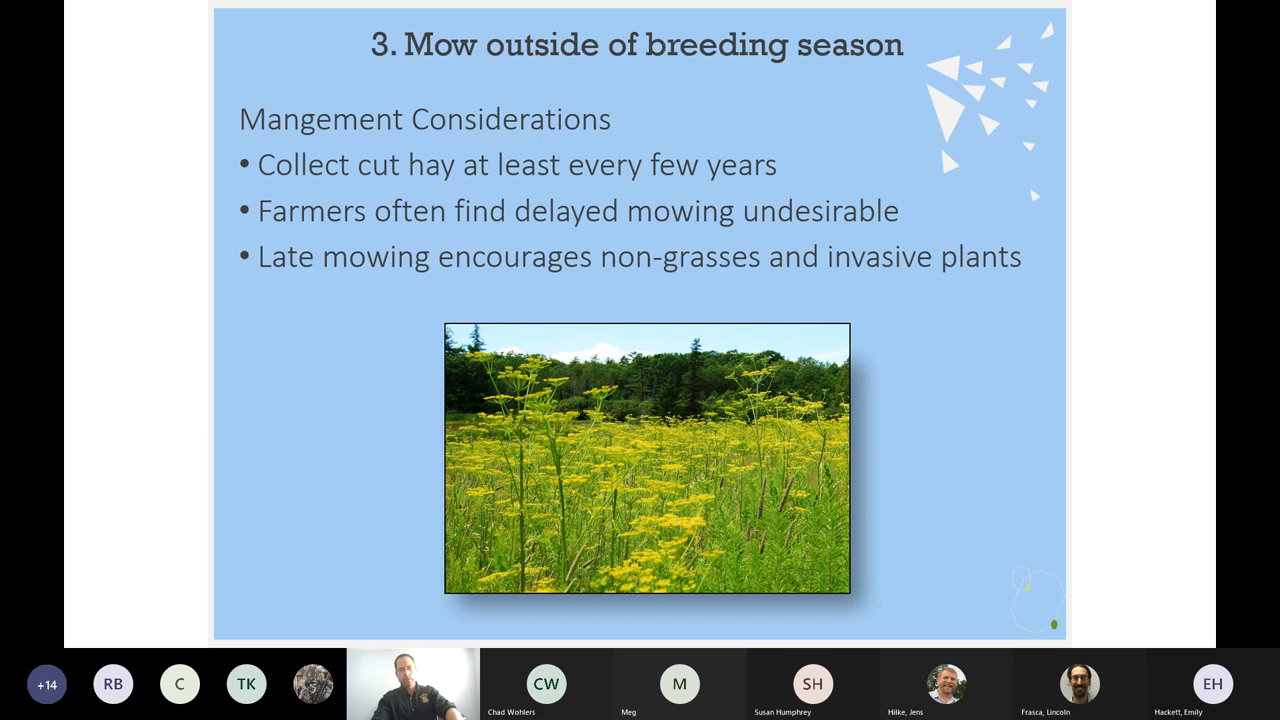 3. Mow outside of breeding season
Mangement Considerations
• Collect cut hay at least every few years
• Farmers often find delayed mowing undesirable
• Late mowing encourages non-grasses and invasive plants
+14
RB
C
TK
CW
M
SH
EH
Chad Wohlers
Meg
Susan Humphrey
Hilke, Jens
Frasca, Lincoln
Hackett, Emily